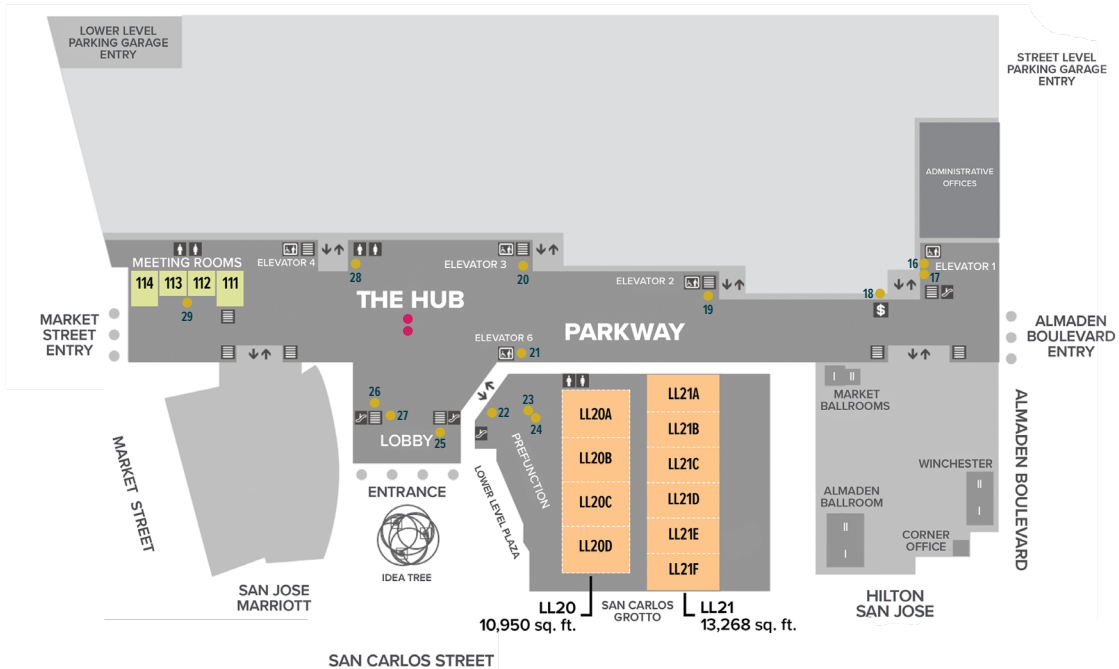 LOWER LEVEL
PARKING GARAGE
ENTRY
STREET LEVEL
PARKING GARAGE
ENTRY
ADMINISTRATIVE
OFFICES
MEETING ROOMS
114
113
112
111
29
ELEVATOR 4
28
ELEVATOR 3
20
ELEVATOR 2
19
16
ELEVATOR 1
17
18
$
THE HUB
PARKWAY
MARKET
STREET
ENTRY
ALMADEN
BOULEVARD
ENTRY
ELEVATOR 6
21
26
27
25
LOBBY
22
23
24
PREFUNCTION
LOWER LEVEL PLAZA
ENTRANCE
IDEA TREE
LL20A
LL20B
LL20C
LL20D
LL21A
LL21B
LL21C
LL21D
LL21E
LL21F
I II
MARKET
BALLROOMS
WINCHESTER
II
I
ALMADEN
BALLROOM
II
I
CORNER
OFFICE
MARKET STREET
ALMADEN BOULEVARD
SAN JOSE
MARRIOTT
LL20
10,950 sq. ft.
SAN CARLOS
GROTTO
LL21
13,268 sq. ft.
HILTON
SAN JOSE
SAN CARLOS STREET